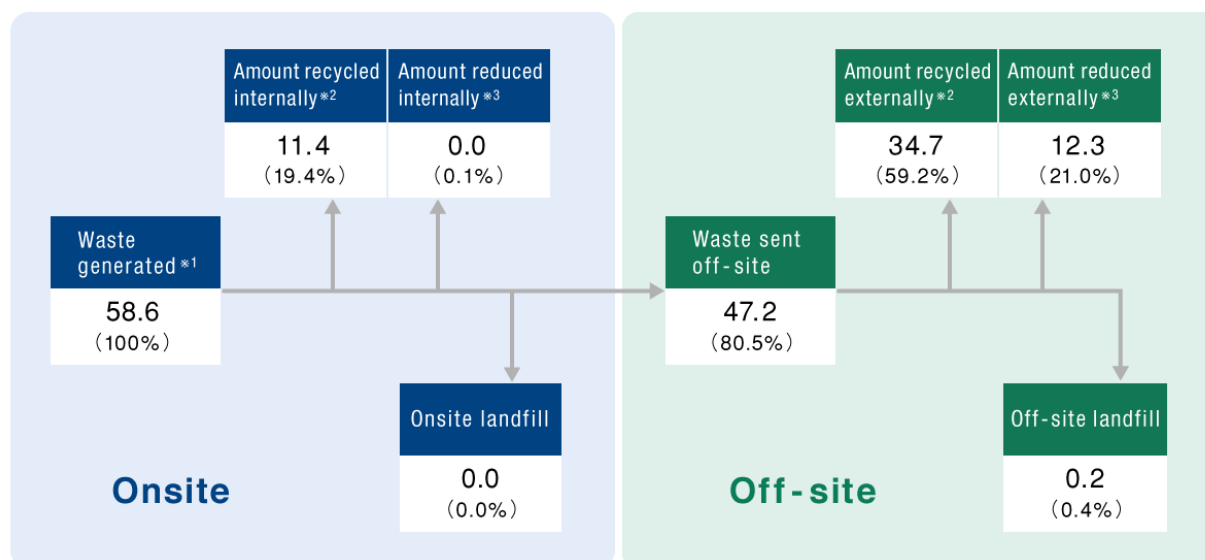 Amount recycled
internally※2
11.4
(19.4%)
Amount reduced
internally※3
0.0
(0.1%)
Waste
generated※1
58.6
(100%)
Onsite landfill
0.0
(0.0%)
Onsite
Amount recycled
externally※2
34.7
(59.2%)
Amount reduced
externally※3
12.3
(21.0%)
Waste sent
off-site
47.2
(80.5%)
Off-site landfill
0.2
(0.4%)
Off-site